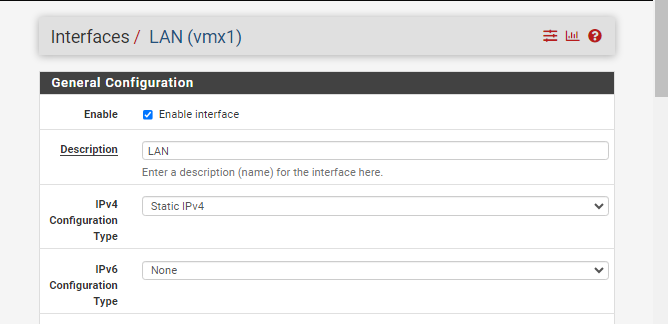 Interfaces / LAN (vmx1)
General Configuration
Enable Enable interface
Description LAN
Enter a description (name) for the interface here.
IPv4 Configuration Type Static IPv4
IPv6 Configuration Type None